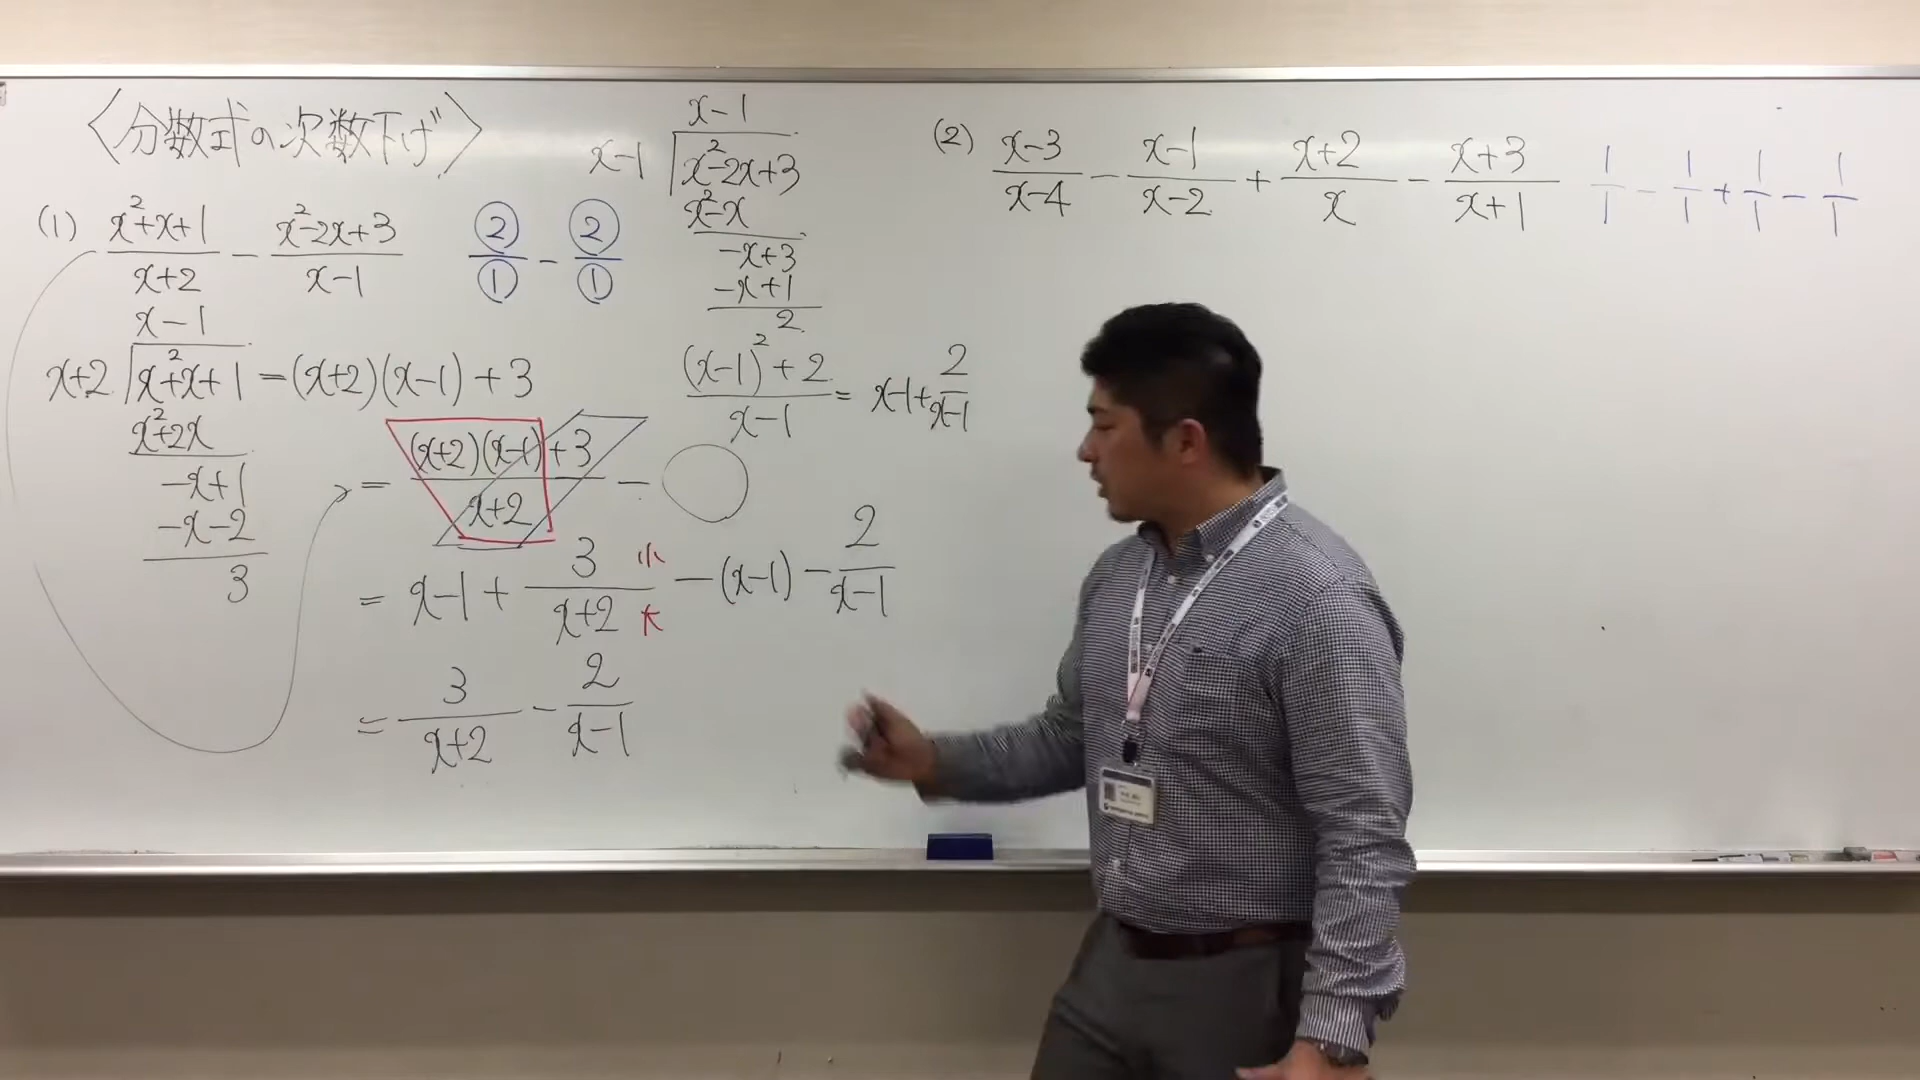 〈分数式の次数下げ〉
(1) (x²+x+1)/(x+2) − (x²−2x+3)/(x−1)
2/1 − 2/1
x−1
x+2 ) x²+x+1 = (x+2)(x−1)+3
x²+2x
−x+1
−x−2
3
= ((x+2)(x−1)+3)/(x+2) − ○
= x−1 + 3/(x+2) 小 大 −(x−1) − 2/(x−1)
= 3/(x+2) − 2/(x−1)
x−1
x−1 ) x²−2x+3
x²−x
−x+3
−x+1
2
((x−1)²+2)/(x−1) = x−1+2/(x−1)
(2) (x−3)/(x−4) − (x−1)/(x−2) + (x+2)/x − (x+3)/(x+1)
1/1 − 1/1 + 1/1 − 1/1